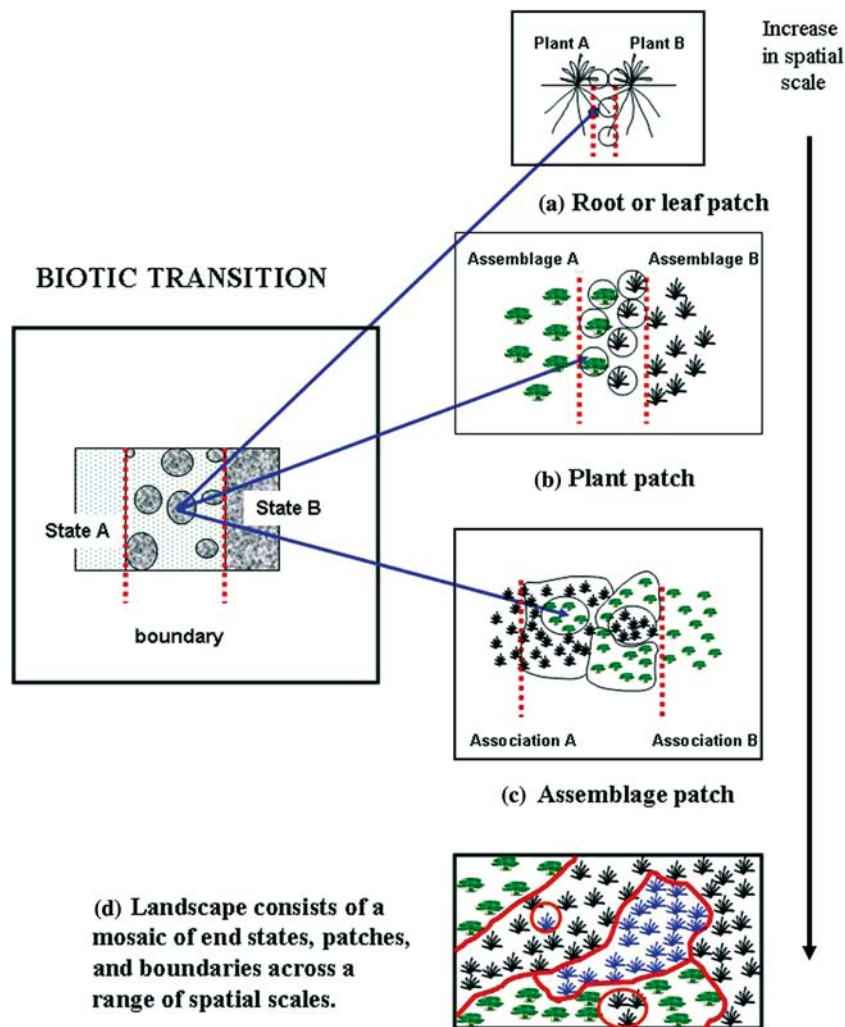 Plant A
Plant B
Increase
in spatial
scale
(a) Root or leaf patch
BIOTIC TRANSITION
Assemblage A
Assemblage B
(b) Plant patch
State A
State B
boundary
Association A
Association B
(c) Assemblage patch
(d) Landscape consists of a
mosaic of end states, patches,
and boundaries across a
range of spatial scales.